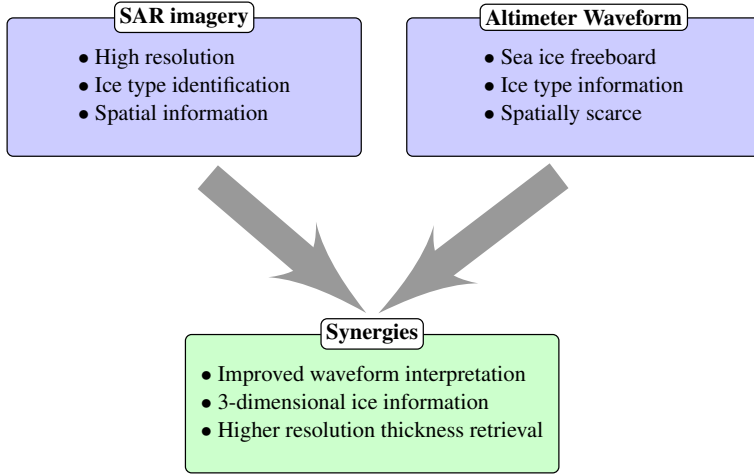 SAR imagery
• High resolution
• Ice type identification
• Spatial information
Altimeter Waveform
• Sea ice freeboard
• Ice type information
• Spatially scarce
Synergies
• Improved waveform interpretation
• 3-dimensional ice information
• Higher resolution thickness retrieval